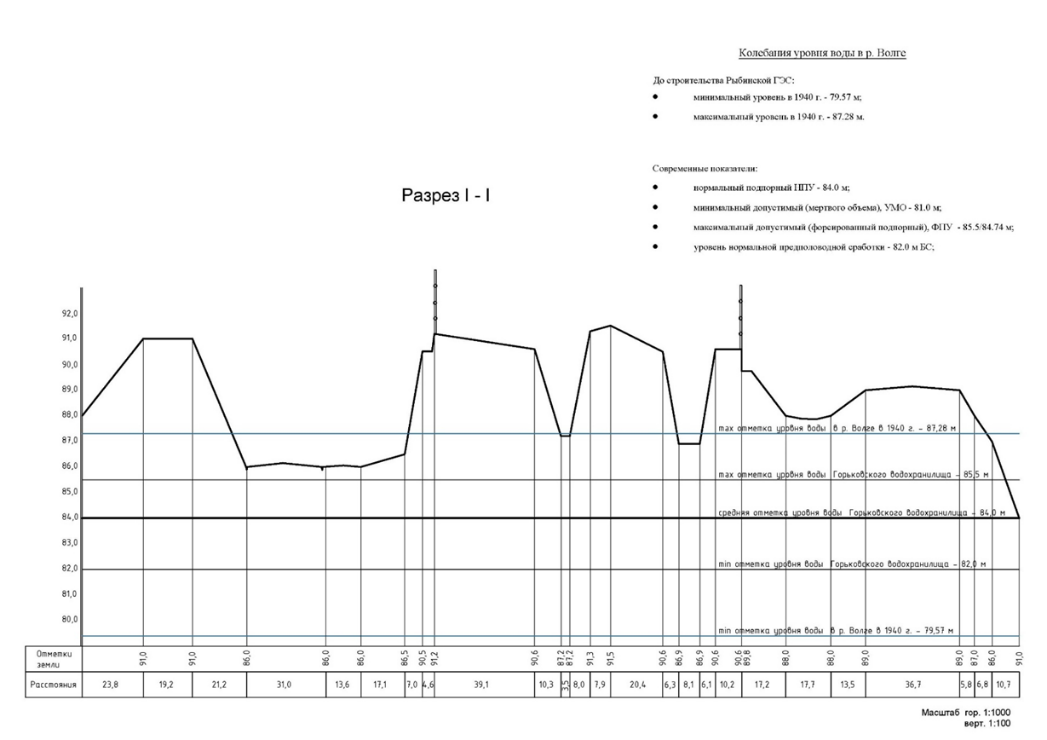 Колебания уровня воды в р. Волге
До строительства Рыбинской ГЭС:
• минимальный уровень в 1940 г. - 79.57 м;
• максимальный уровень в 1940 г. - 87.28 м.
Современные показатели:
• нормальный подпорный НПУ - 84.0 м;
• минимальный допустимый (мертвого объема), УМО - 81.0 м;
• максимальный допустимый (форсированный подпорный), ФПУ - 85.5/84.74 м;
• уровень нормальной предполоводной сработки - 82.0 м БС;
Разрез I - I
92,0
91,0
90,0
89,0
88,0
87,0
86,0
85,0
84,0
83,0
82,0
81,0
80,0
max отметка уровня воды в р. Волге в 1940 г. - 87,28 м
max отметка уровня воды Горьковского водохранилища - 85,5 м
средняя отметка уровня воды Горьковского водохранилища - 84,0 м
min отметка уровня воды Горьковского водохранилища - 82,0 м
min отметка уровня воды в р. Волге в 1940 г. - 79,57 м
Отметки земли 91,0 91,0 86,0 86,0 86,0 86,5 90,5 91,2 90,6 87,2 87,2 91,3 91,5 90,6 86,9 86,9 90,6 90,6 89,8 88,0 88,0 89,0 89,0 87,0 86,0 91,0
Расстояния 23,8 19,2 21,2 31,0 13,6 17,1 7,0 4,6 39,1 10,3 3,5 8,0 7,9 20,4 6,3 8,1 6,1 10,2 17,2 17,7 13,5 36,7 5,8 6,8 10,7
Масштаб гор. 1:1000
верт. 1:100